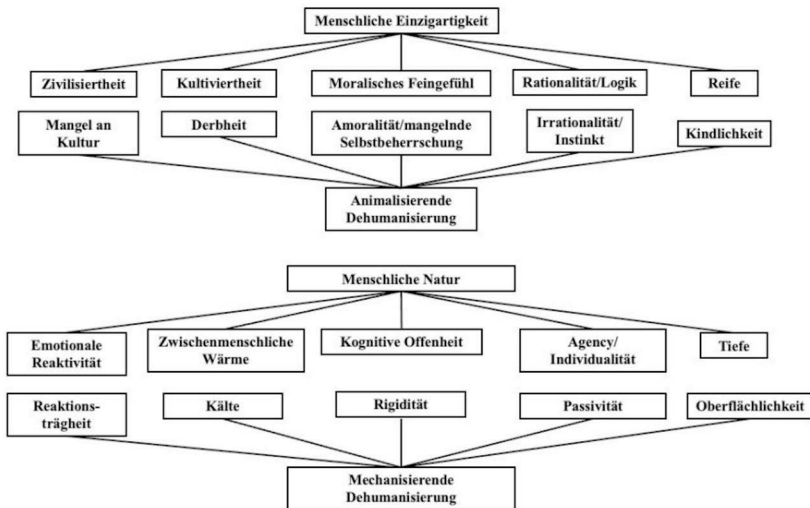 Menschliche Einzigartigkeit
Zivilisiertheit
Kultiviertheit
Moralisches Feingefühl
Rationalität/Logik
Reife
Mangel an
Kultur
Derbheit
Amoralität/mangelnde
Selbstbeherrschung
Irrationalität/
Instinkt
Kindlichkeit
Animalisierende
Dehumanisierung
Menschliche Natur
Emotionale
Reaktivität
Zwischenmenschliche
Wärme
Kognitive Offenheit
Agency/
Individualität
Tiefe
Reaktions-
trägheit
Kälte
Rigidität
Passivität
Oberflächlichkeit
Mechanisierende
Dehumanisierung